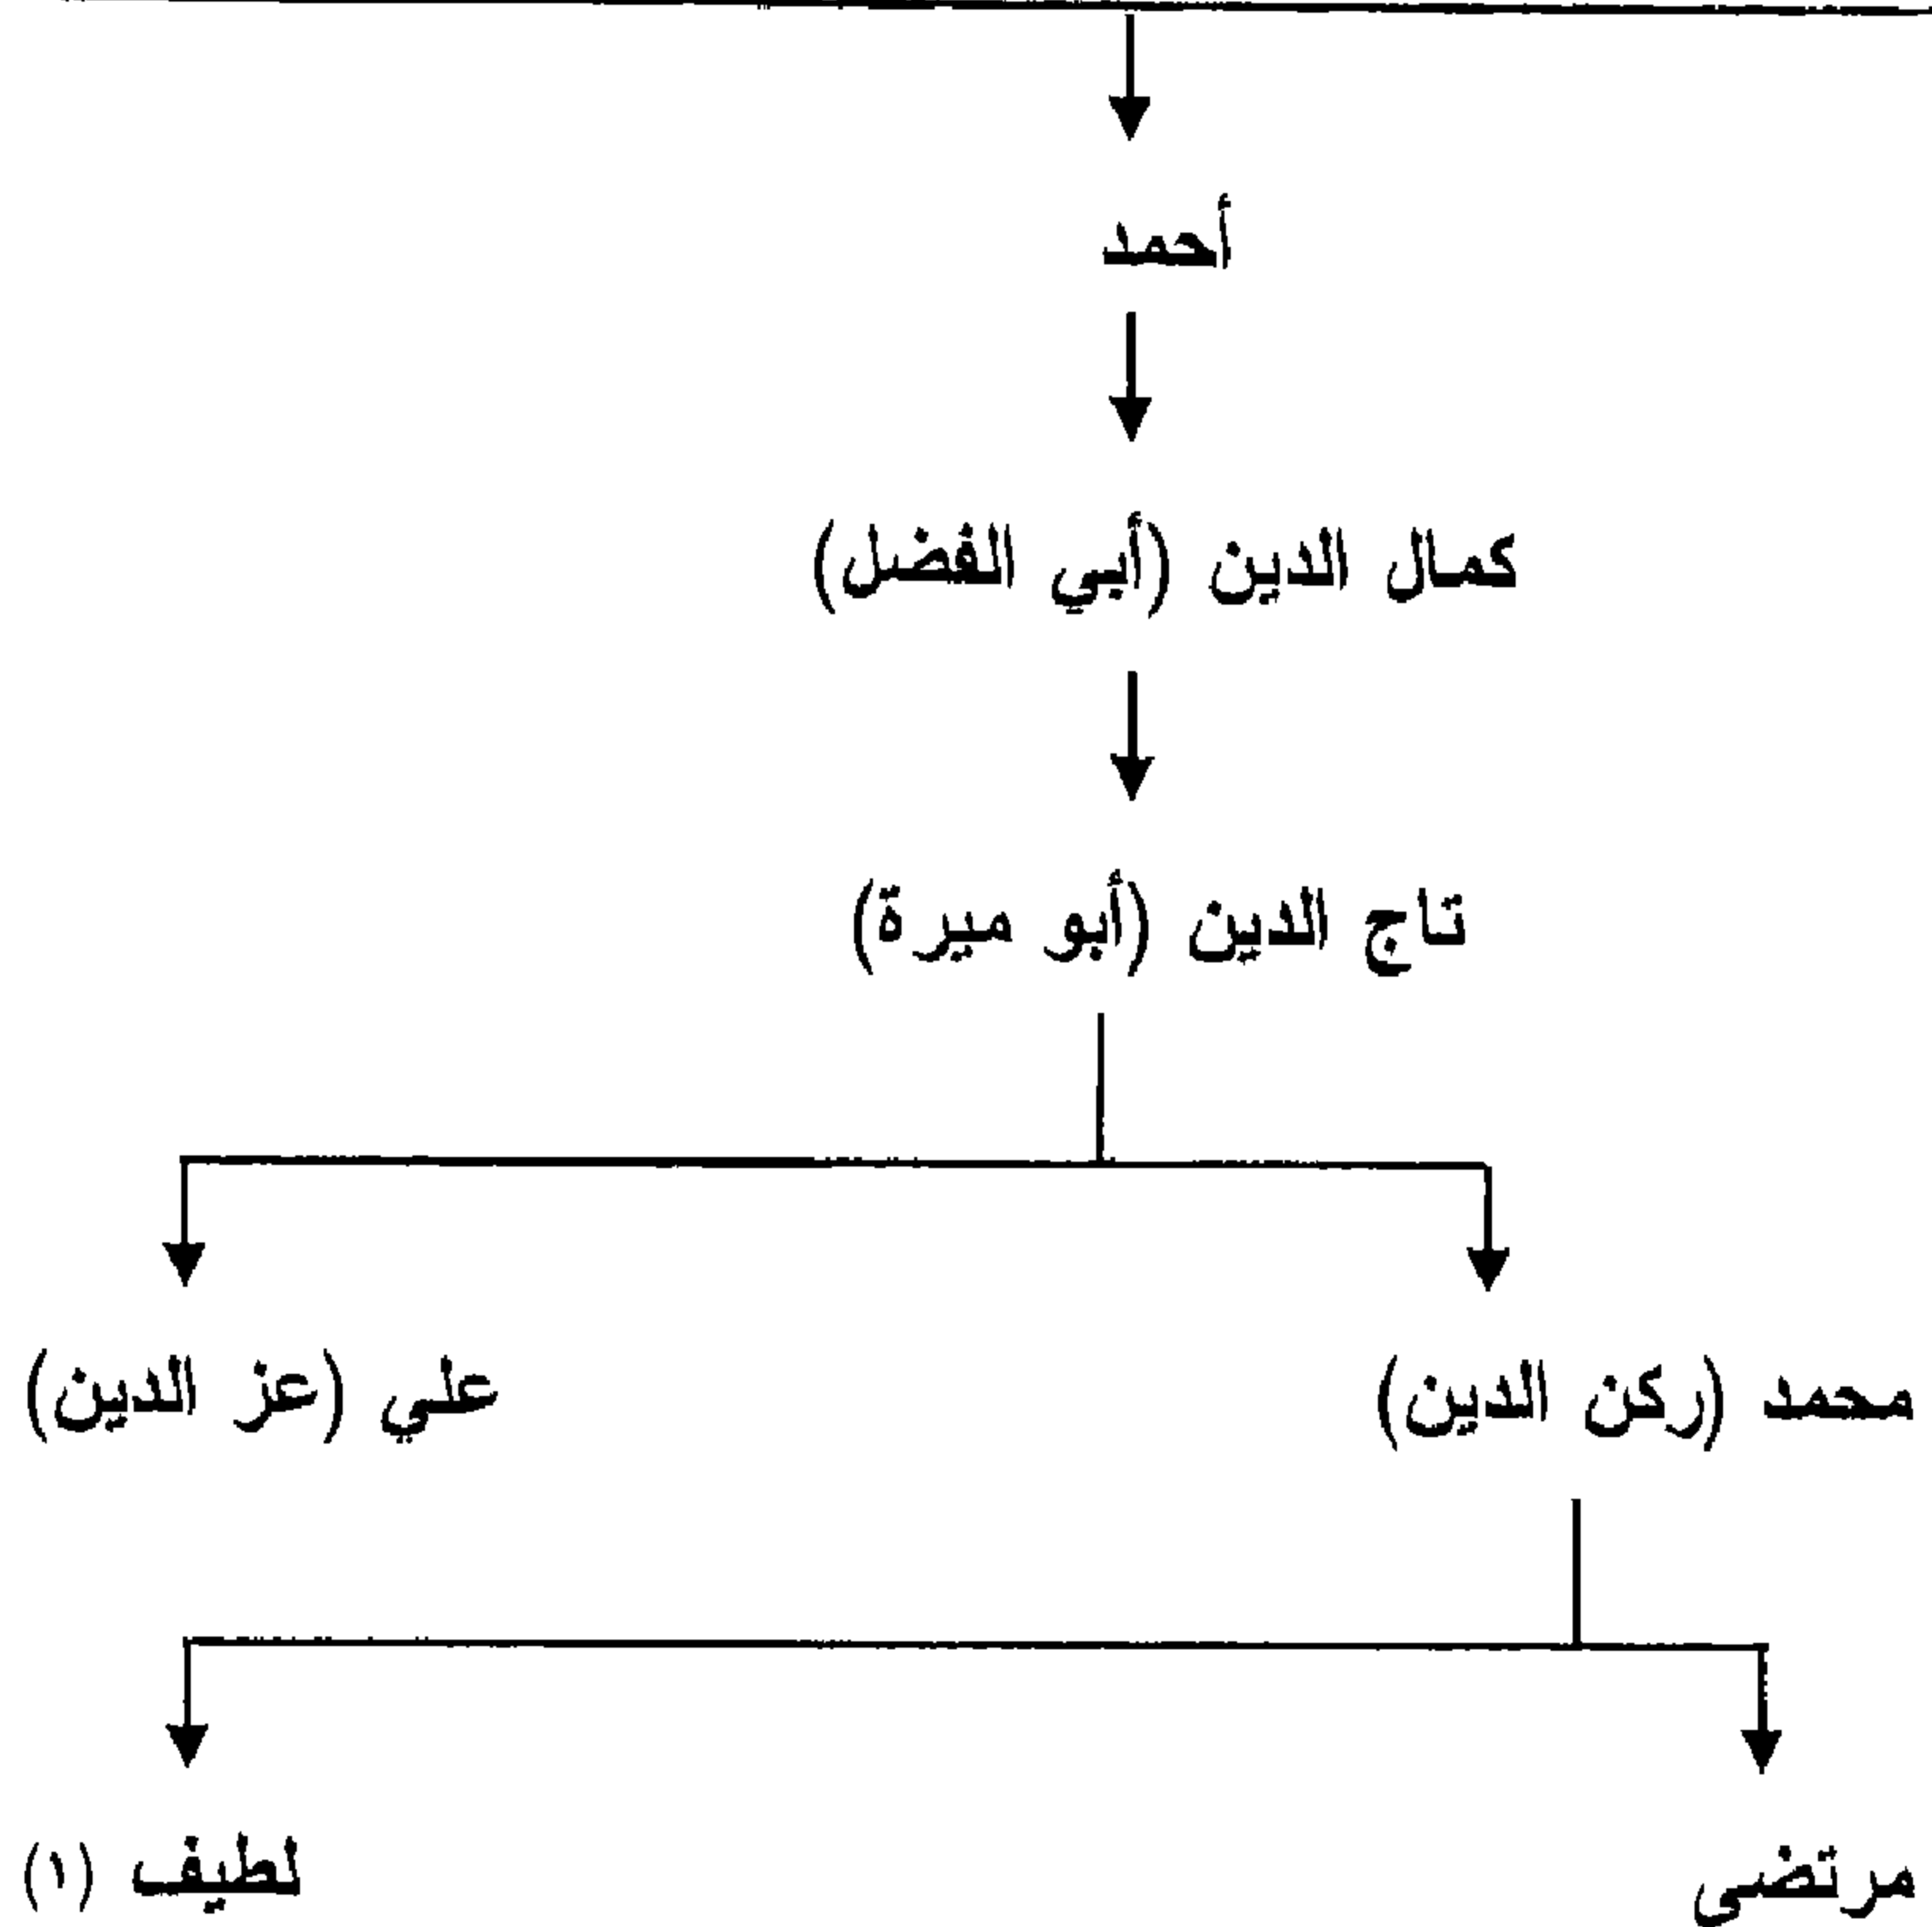 أحمد
كمال الدين (أبي الفضل)
تاج الدين (أبو ميرة)
محمد (ركن الدين) علي (عز الدين)
مرتضى لطيف (١)